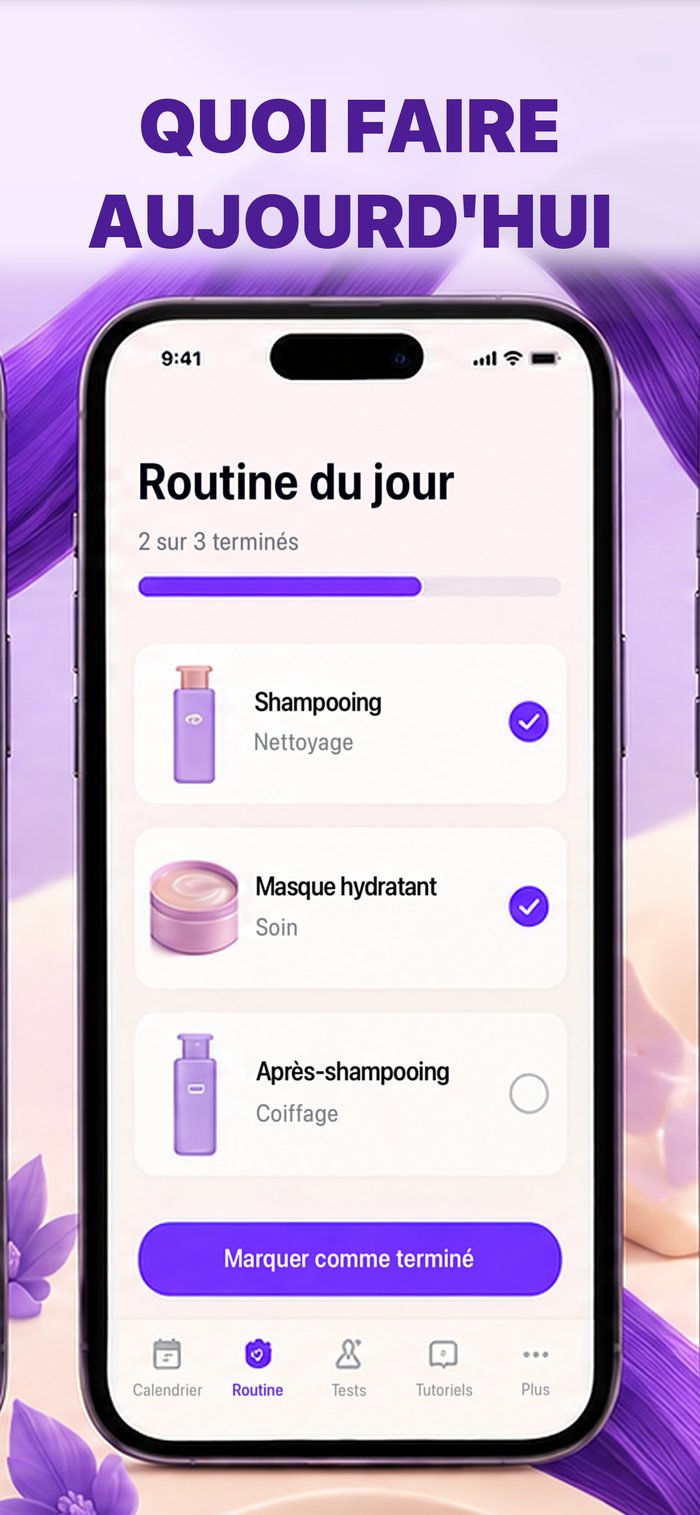 QUOI FAIRE
AUJOURD'HUI
9:41
Routine du jour
2 sur 3 terminés
Shampooing
Nettoyage
Masque hydratant
Soin
Après-shampooing
Coiffage
Marquer comme terminé
Calendrier
Routine
Tests
Tutoriels
Plus